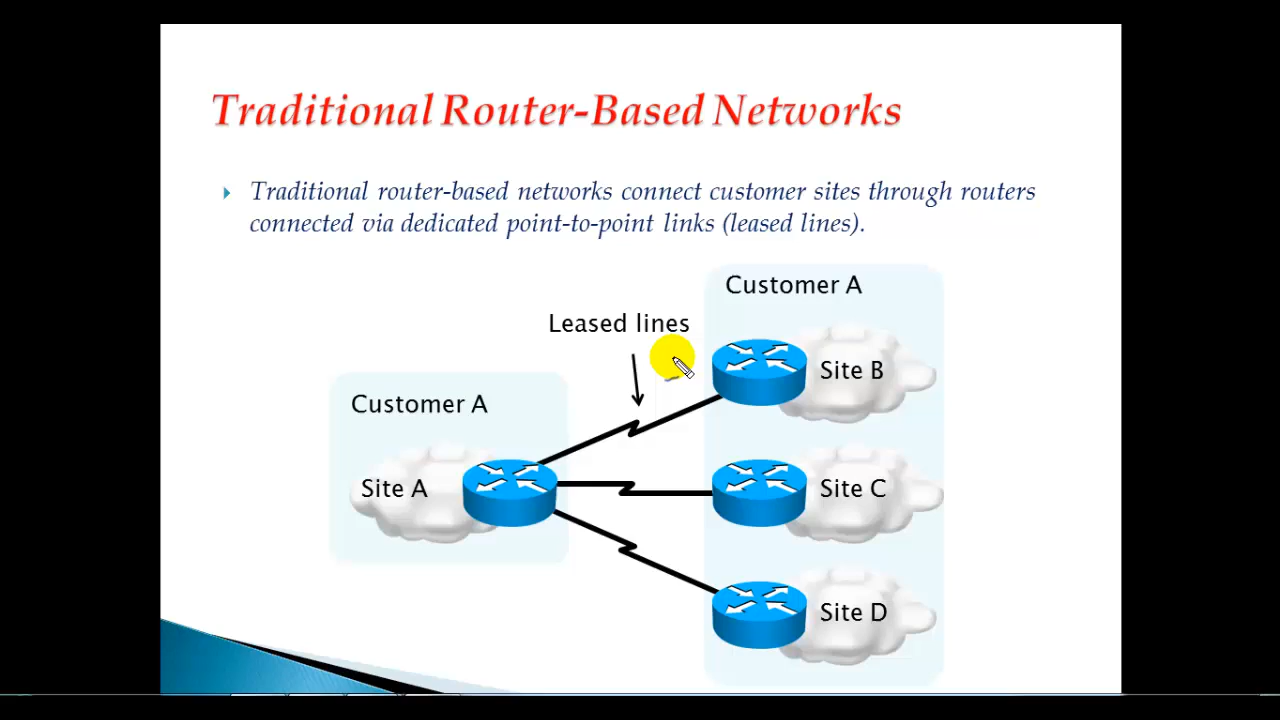 Traditional Router-Based Networks
Traditional router-based networks connect customer sites through routers
connected via dedicated point-to-point links (leased lines).
Customer A
Leased lines
Site B
Customer A
Site A
Site C
Site D